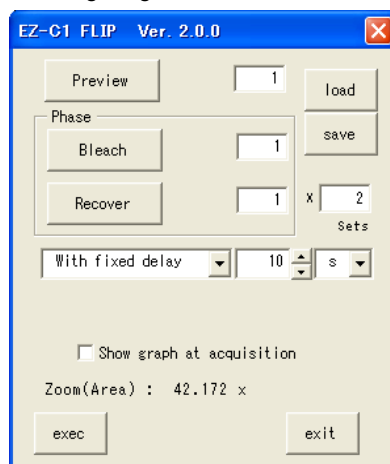 EZ-C1 FLIP Ver. 2.0.0
Preview 1 load
Phase
save
Bleach 1
Recover 1 x 2
Sets
With fixed delay 10 s
Show graph at acquisition
Zoom(Area) : 42.172 x
exec exit